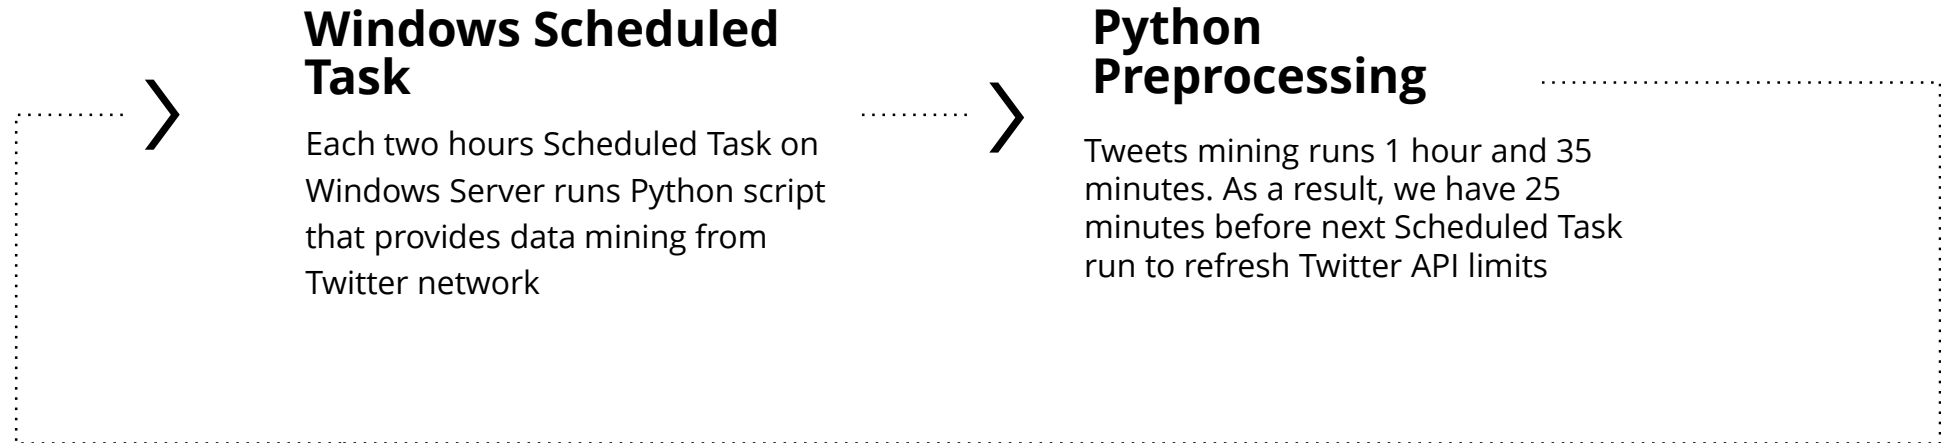 Windows Scheduled
Task
Each two hours Scheduled Task on
Windows Server runs Python script
that provides data mining from
Twitter network
Python
Preprocessing
Tweets mining runs 1 hour and 35
minutes. As a result, we have 25
minutes before next Scheduled Task
run to refresh Twitter API limits